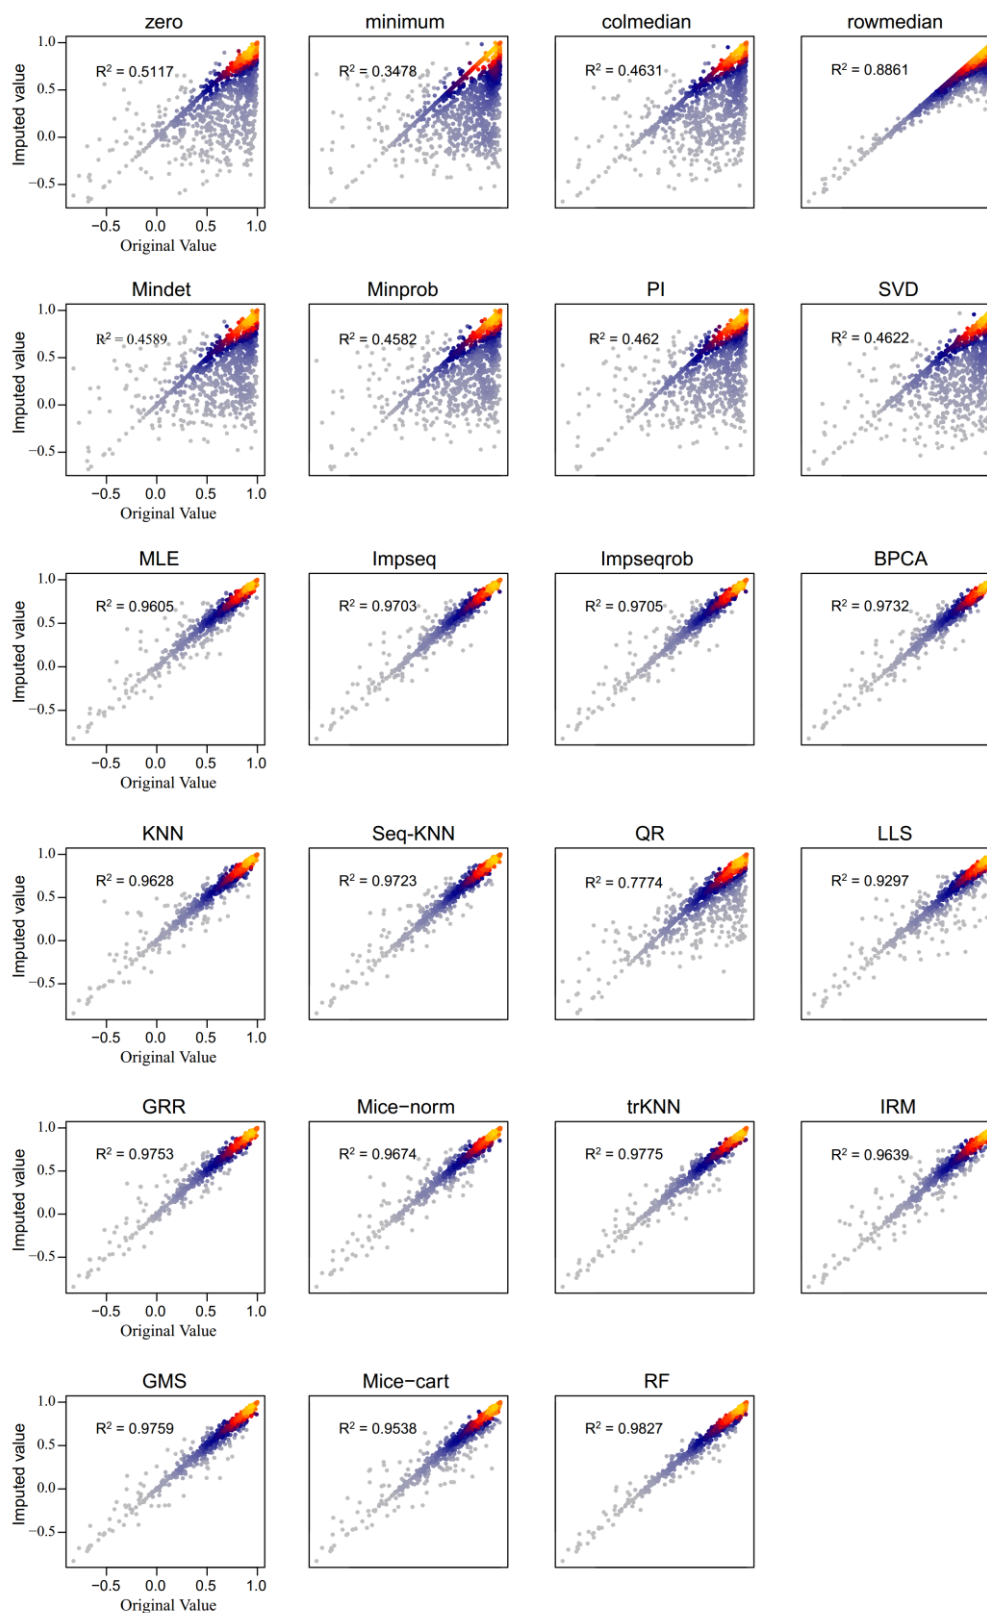 zero minimum colmedian rowmedian
1.0
R² = 0.5117 R² = 0.3478 R² = 0.4631 R² = 0.8861
0.5
0.0
−0.5
Imputed value
−0.5 0.0 0.5 1.0
Original Value
Mindet Minprob PI SVD
1.0
R² = 0.4589 R² = 0.4582 R² = 0.462 R² = 0.4622
0.5
0.0
−0.5
Imputed value
−0.5 0.0 0.5 1.0
Original Value
MLE Impseq Impseqrob BPCA
1.0
R² = 0.9605 R² = 0.9703 R² = 0.9705 R² = 0.9732
0.5
0.0
−0.5
Imputed value
−0.5 0.0 0.5 1.0
Original Value
KNN Seq-KNN QR LLS
1.0
R² = 0.9628 R² = 0.9723 R² = 0.7774 R² = 0.9297
0.5
0.0
−0.5
Imputed value
−0.5 0.0 0.5 1.0
Original Value
GRR Mice−norm trKNN IRM
1.0
R² = 0.9753 R² = 0.9674 R² = 0.9775 R² = 0.9639
0.5
0.0
−0.5
Imputed value
−0.5 0.0 0.5 1.0
Original Value
GMS Mice−cart RF
1.0
R² = 0.9759 R² = 0.9538 R² = 0.9827
0.5
0.0
−0.5
Imputed value
−0.5 0.0 0.5 1.0
Original Value